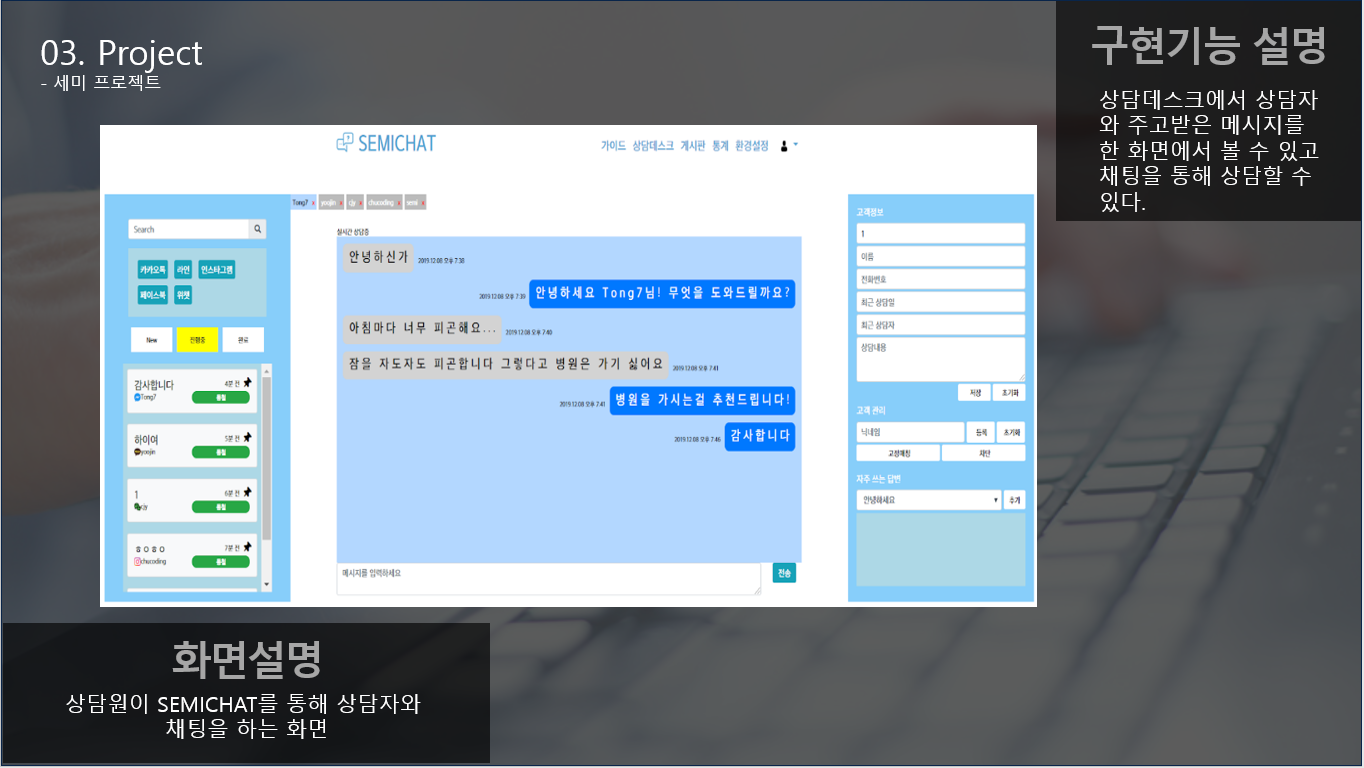 03. Project
- 세미 프로젝트
구현기능 설명
상담데스크에서 상담자
와 주고받은 메시지를
한 화면에서 볼 수 있고
채팅을 통해 상담할 수
있다.
SEMICHAT
가이드 상담데스크 게시판 통계 환경설정
Tong7 x yoojin x cjy x chucoding x semi x
Search
카카오톡 라인 인스타그램
페이스북 위챗
New 진행중 완료
감사합니다 4분 전
Tong7
하이여 5분 전
yoojin
1 6분 전
cjy
ㅎㅇㅎㅇ 7분 전
chucoding
실시간 상담중
안녕하신가 2019.12.08 오후 7:38
2019.12.08 오후 7:39 안녕하세요 Tong7님! 무엇을 도와드릴까요?
아침마다 너무 피곤해요... 2019.12.08 오후 7:40
잠을 자도자도 피곤합니다 그렇다고 병원은 가기 싫어요 2019.12.08 오후 7:41
2019.12.08 오후 7:41 병원을 가시는걸 추천드립니다!
2019.12.08 오후 7:46 감사합니다
메시지를 입력하세요
전송
고객정보
1
이름
전화번호
최근 상담일
최근 상담자
상담내용
저장 초기화
고객 관리
닉네임 등록 초기화
고정해징 차단
자주 쓰는 답변
안녕하세요 추가
화면설명
상담원이 SEMICHAT를 통해 상담자와
채팅을 하는 화면